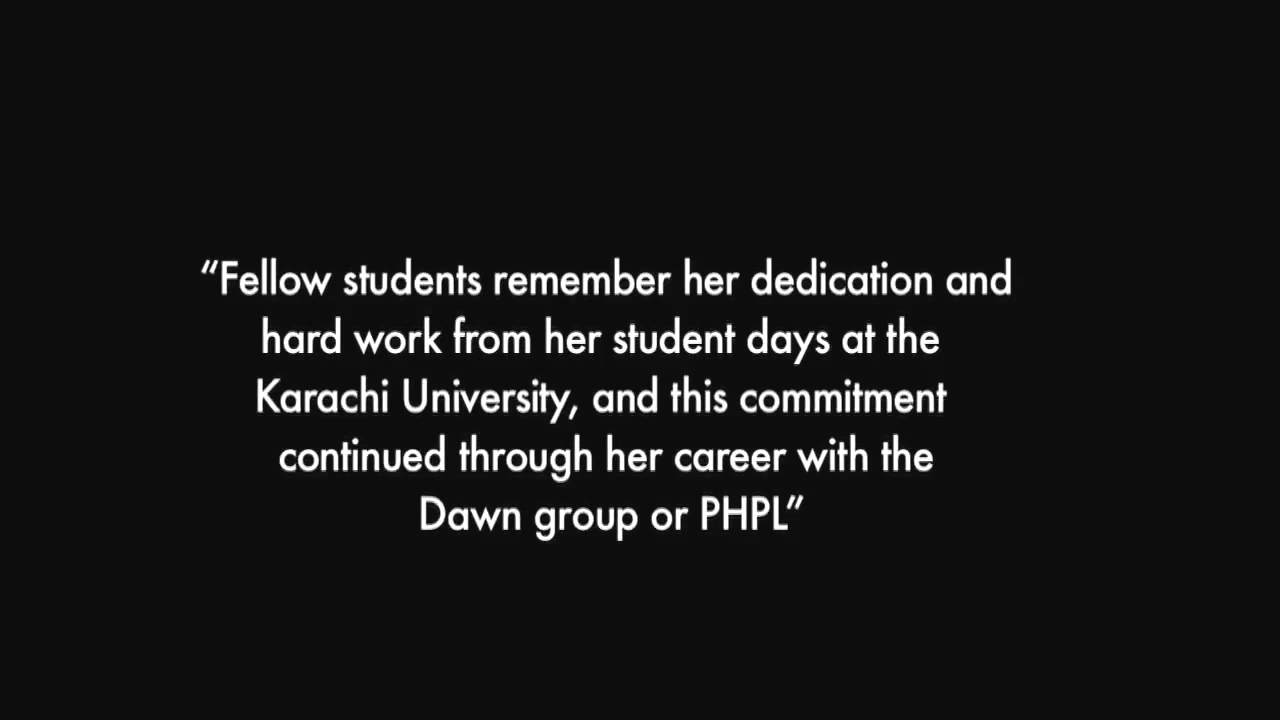 “Fellow students remember her dedication and
hard work from her student days at the
Karachi University, and this commitment
continued through her career with the
Dawn group or PHPL”